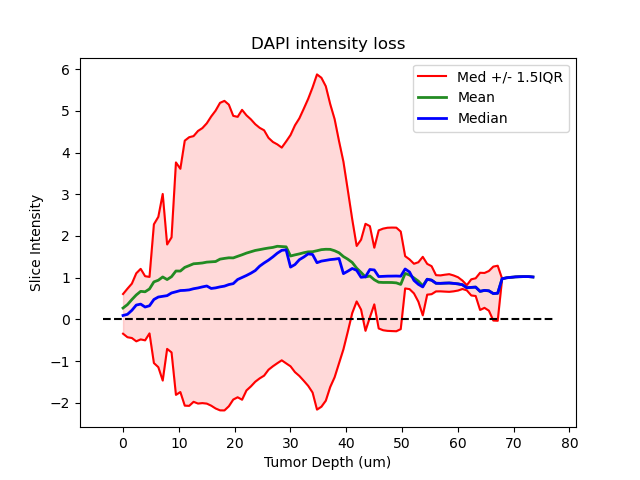 DAPI intensity loss
Med +/- 1.5IQR
Mean
Median
Slice Intensity
6
5
4
3
2
1
0
−1
−2
0 10 20 30 40 50 60 70 80
Tumor Depth (um)